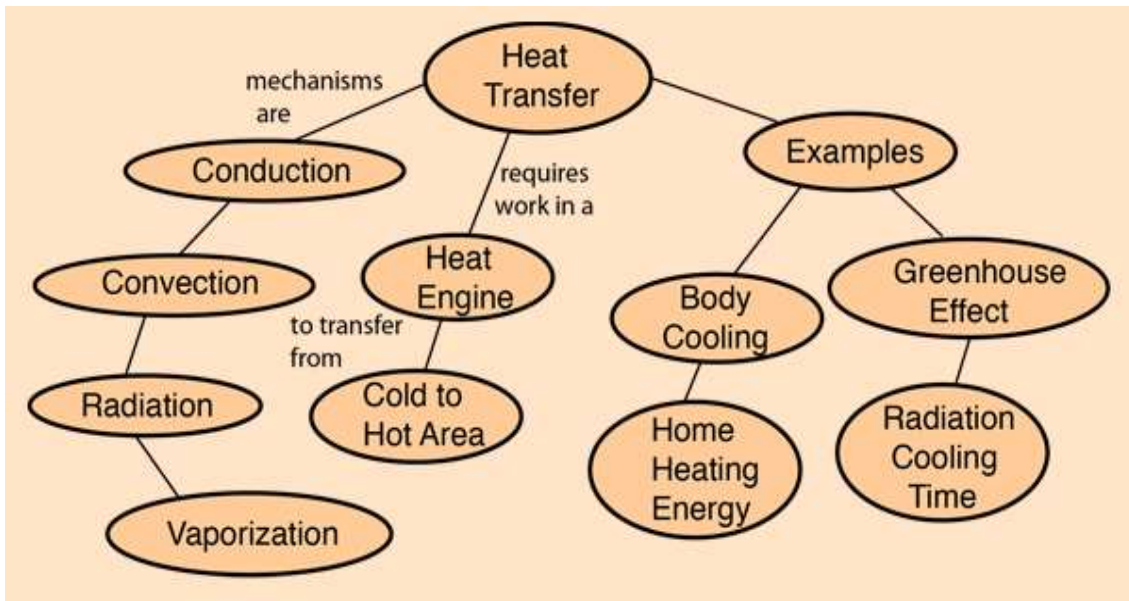 Heat
Transfer
mechanisms
are
Conduction
Examples
requires
work in a
Convection
Heat
Engine
Body
Cooling
Greenhouse
Effect
to transfer
from
Radiation
Cold to
Hot Area
Home
Heating
Energy
Radiation
Cooling
Time
Vaporization